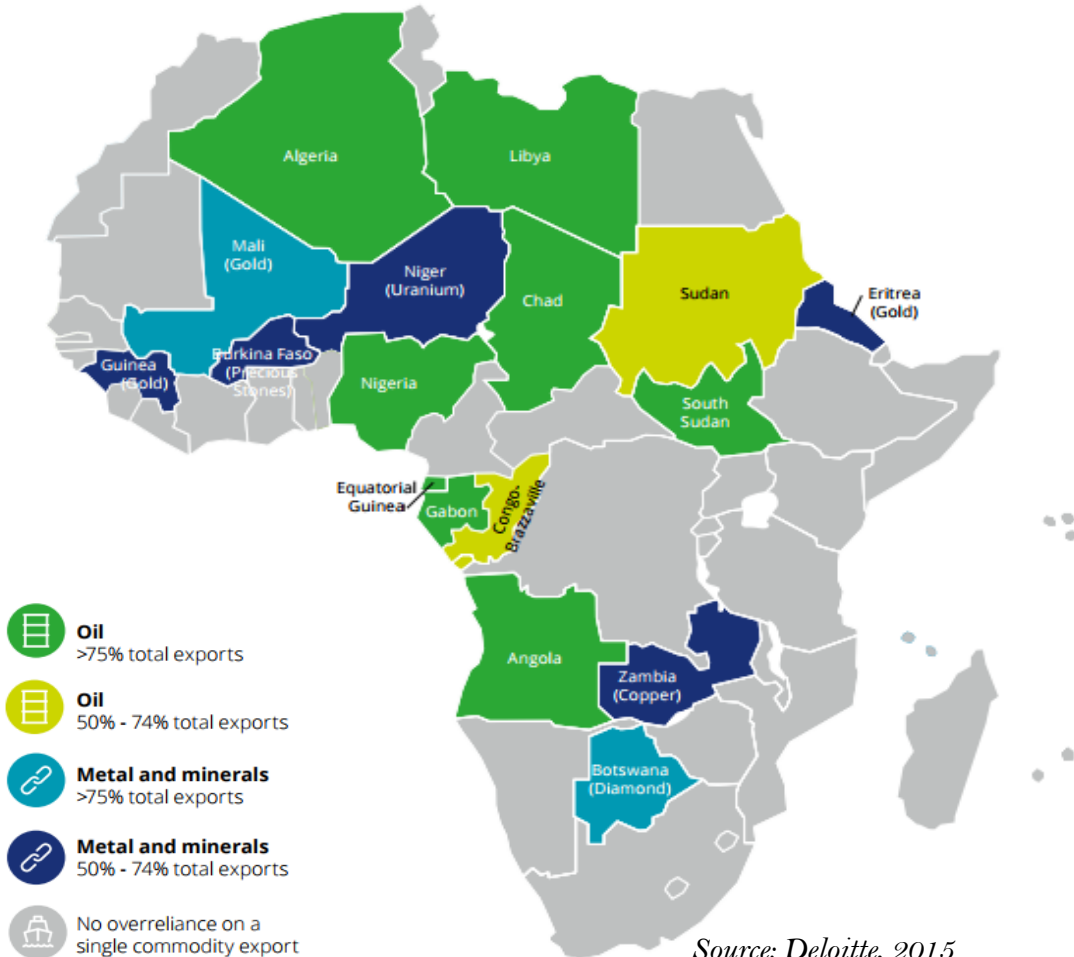 Algeria
Libya
Mali
(Gold)
Niger
(Uranium)
Chad
Sudan
Eritrea
(Gold)
Guinea
(Gold)
Burkina Faso
(Precious
Stones)
Nigeria
South
Sudan
Equatorial
Guinea
Gabon
Congo-
Brazzaville
Angola
Zambia
(Copper)
Botswana
(Diamond)
Oil
>75% total exports
Oil
50% - 74% total exports
Metal and minerals
>75% total exports
Metal and minerals
50% - 74% total exports
No overreliance on a
single commodity export
Source: Deloitte, 2015